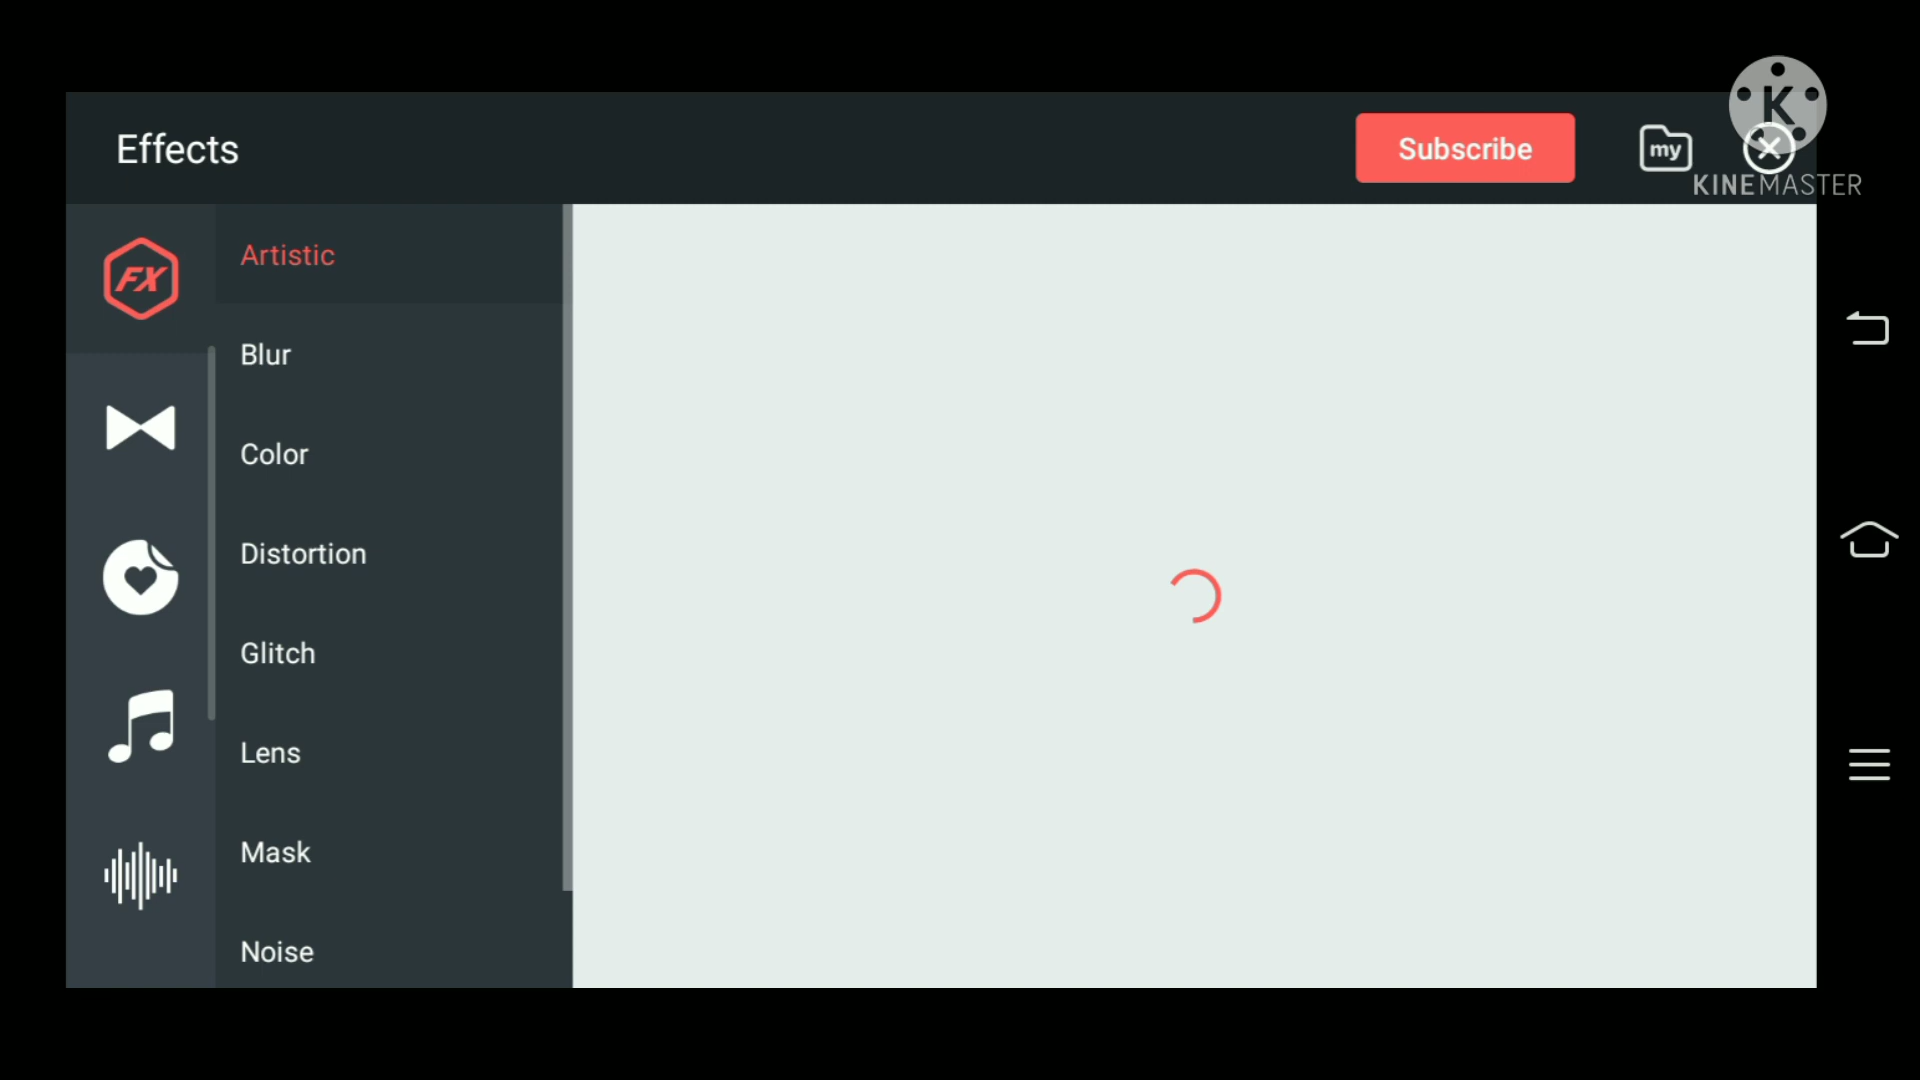 Effects
Subscribe
my
K
KINEMASTER
FX
Artistic
Blur
Color
Distortion
Glitch
Lens
Mask
Noise